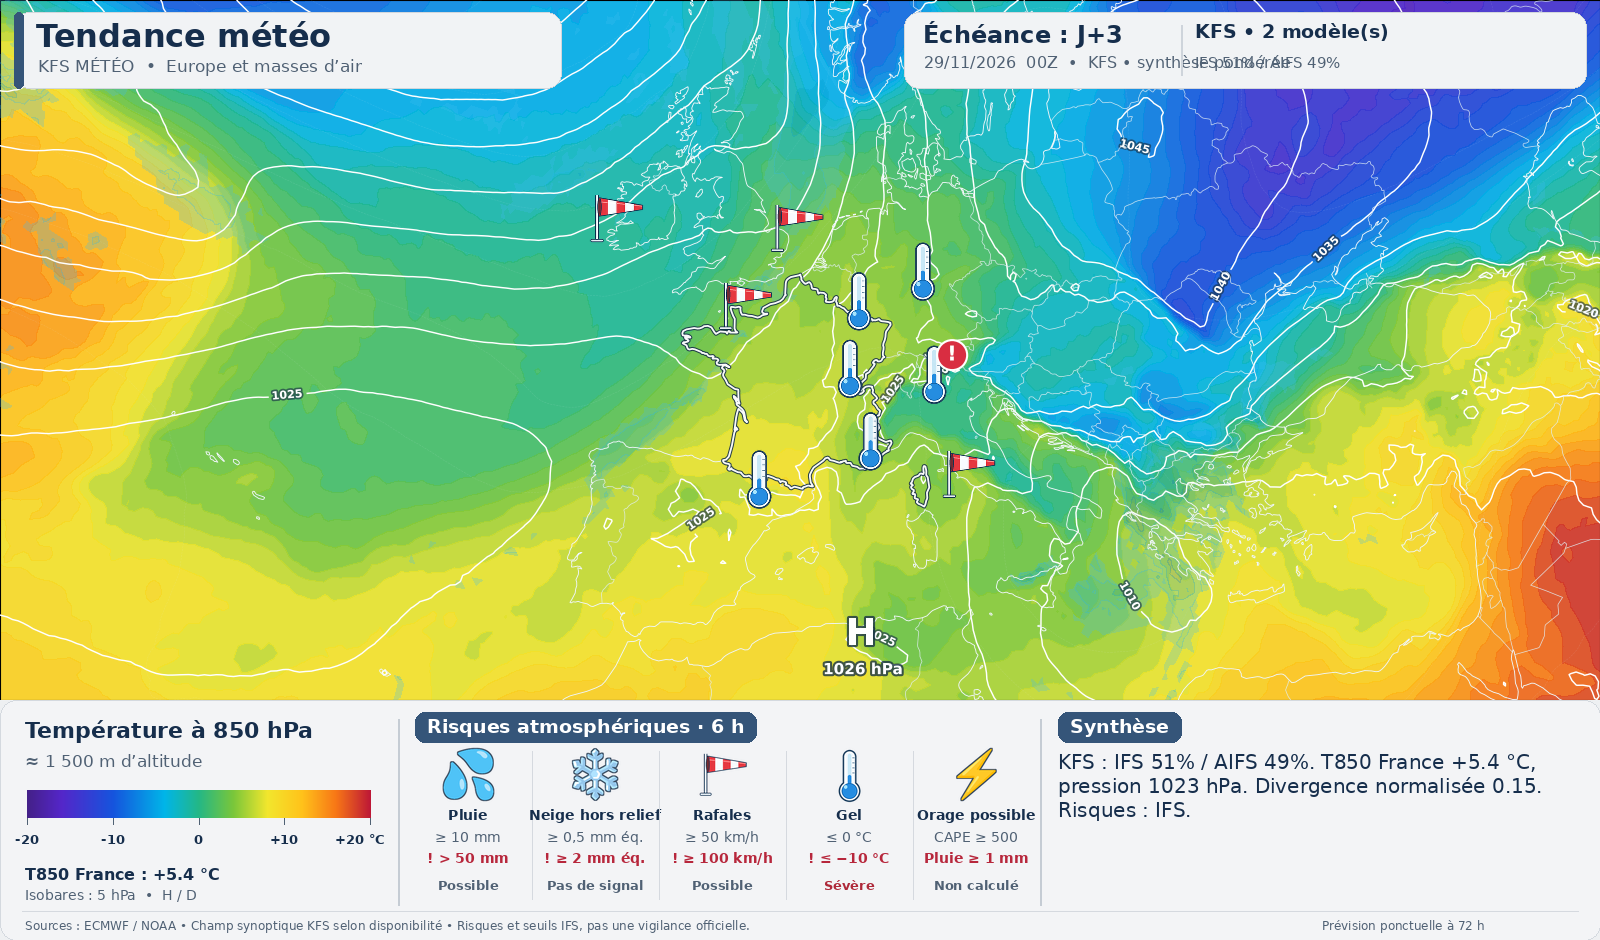 Tendance météo
KFS MÉTÉO • Europe et masses d’air
Échéance : J+3
29/11/2026 00Z • KFS • synthèse pondérée
KFS • 2 modèle(s)
IFS 51% / AIFS 49%
1045
1040
1035
1020
1025
1025
1025
1010
025
H
1026 hPa
!
Température à 850 hPa
≈ 1 500 m d’altitude
-20 -10 0 +10 +20 °C
T850 France : +5.4 °C
Isobares : 5 hPa • H / D
Risques atmosphériques · 6 h
Pluie
≥ 10 mm
! > 50 mm
Possible
Neige hors relief
≥ 0,5 mm éq.
! ≥ 2 mm éq.
Pas de signal
Rafales
≥ 50 km/h
! ≥ 100 km/h
Possible
Gel
≤ 0 °C
! ≤ −10 °C
Sévère
Orage possible
CAPE ≥ 500
Pluie ≥ 1 mm
Non calculé
Synthèse
KFS : IFS 51% / AIFS 49%. T850 France +5.4 °C,
pression 1023 hPa. Divergence normalisée 0.15.
Risques : IFS.
Sources : ECMWF / NOAA • Champ synoptique KFS selon disponibilité • Risques et seuils IFS, pas une vigilance officielle.
Prévision ponctuelle à 72 h